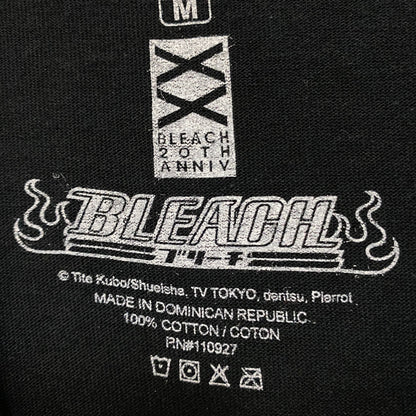 M
XX
BLEACH
20TH
ANNIV
BLEACH
ブリーチ
© Tite Kubo/Shueisha, TV TOKYO, dentsu, Pierrot
MADE IN DOMINICAN REPUBLIC
100% COTTON / COTON
RN#110927